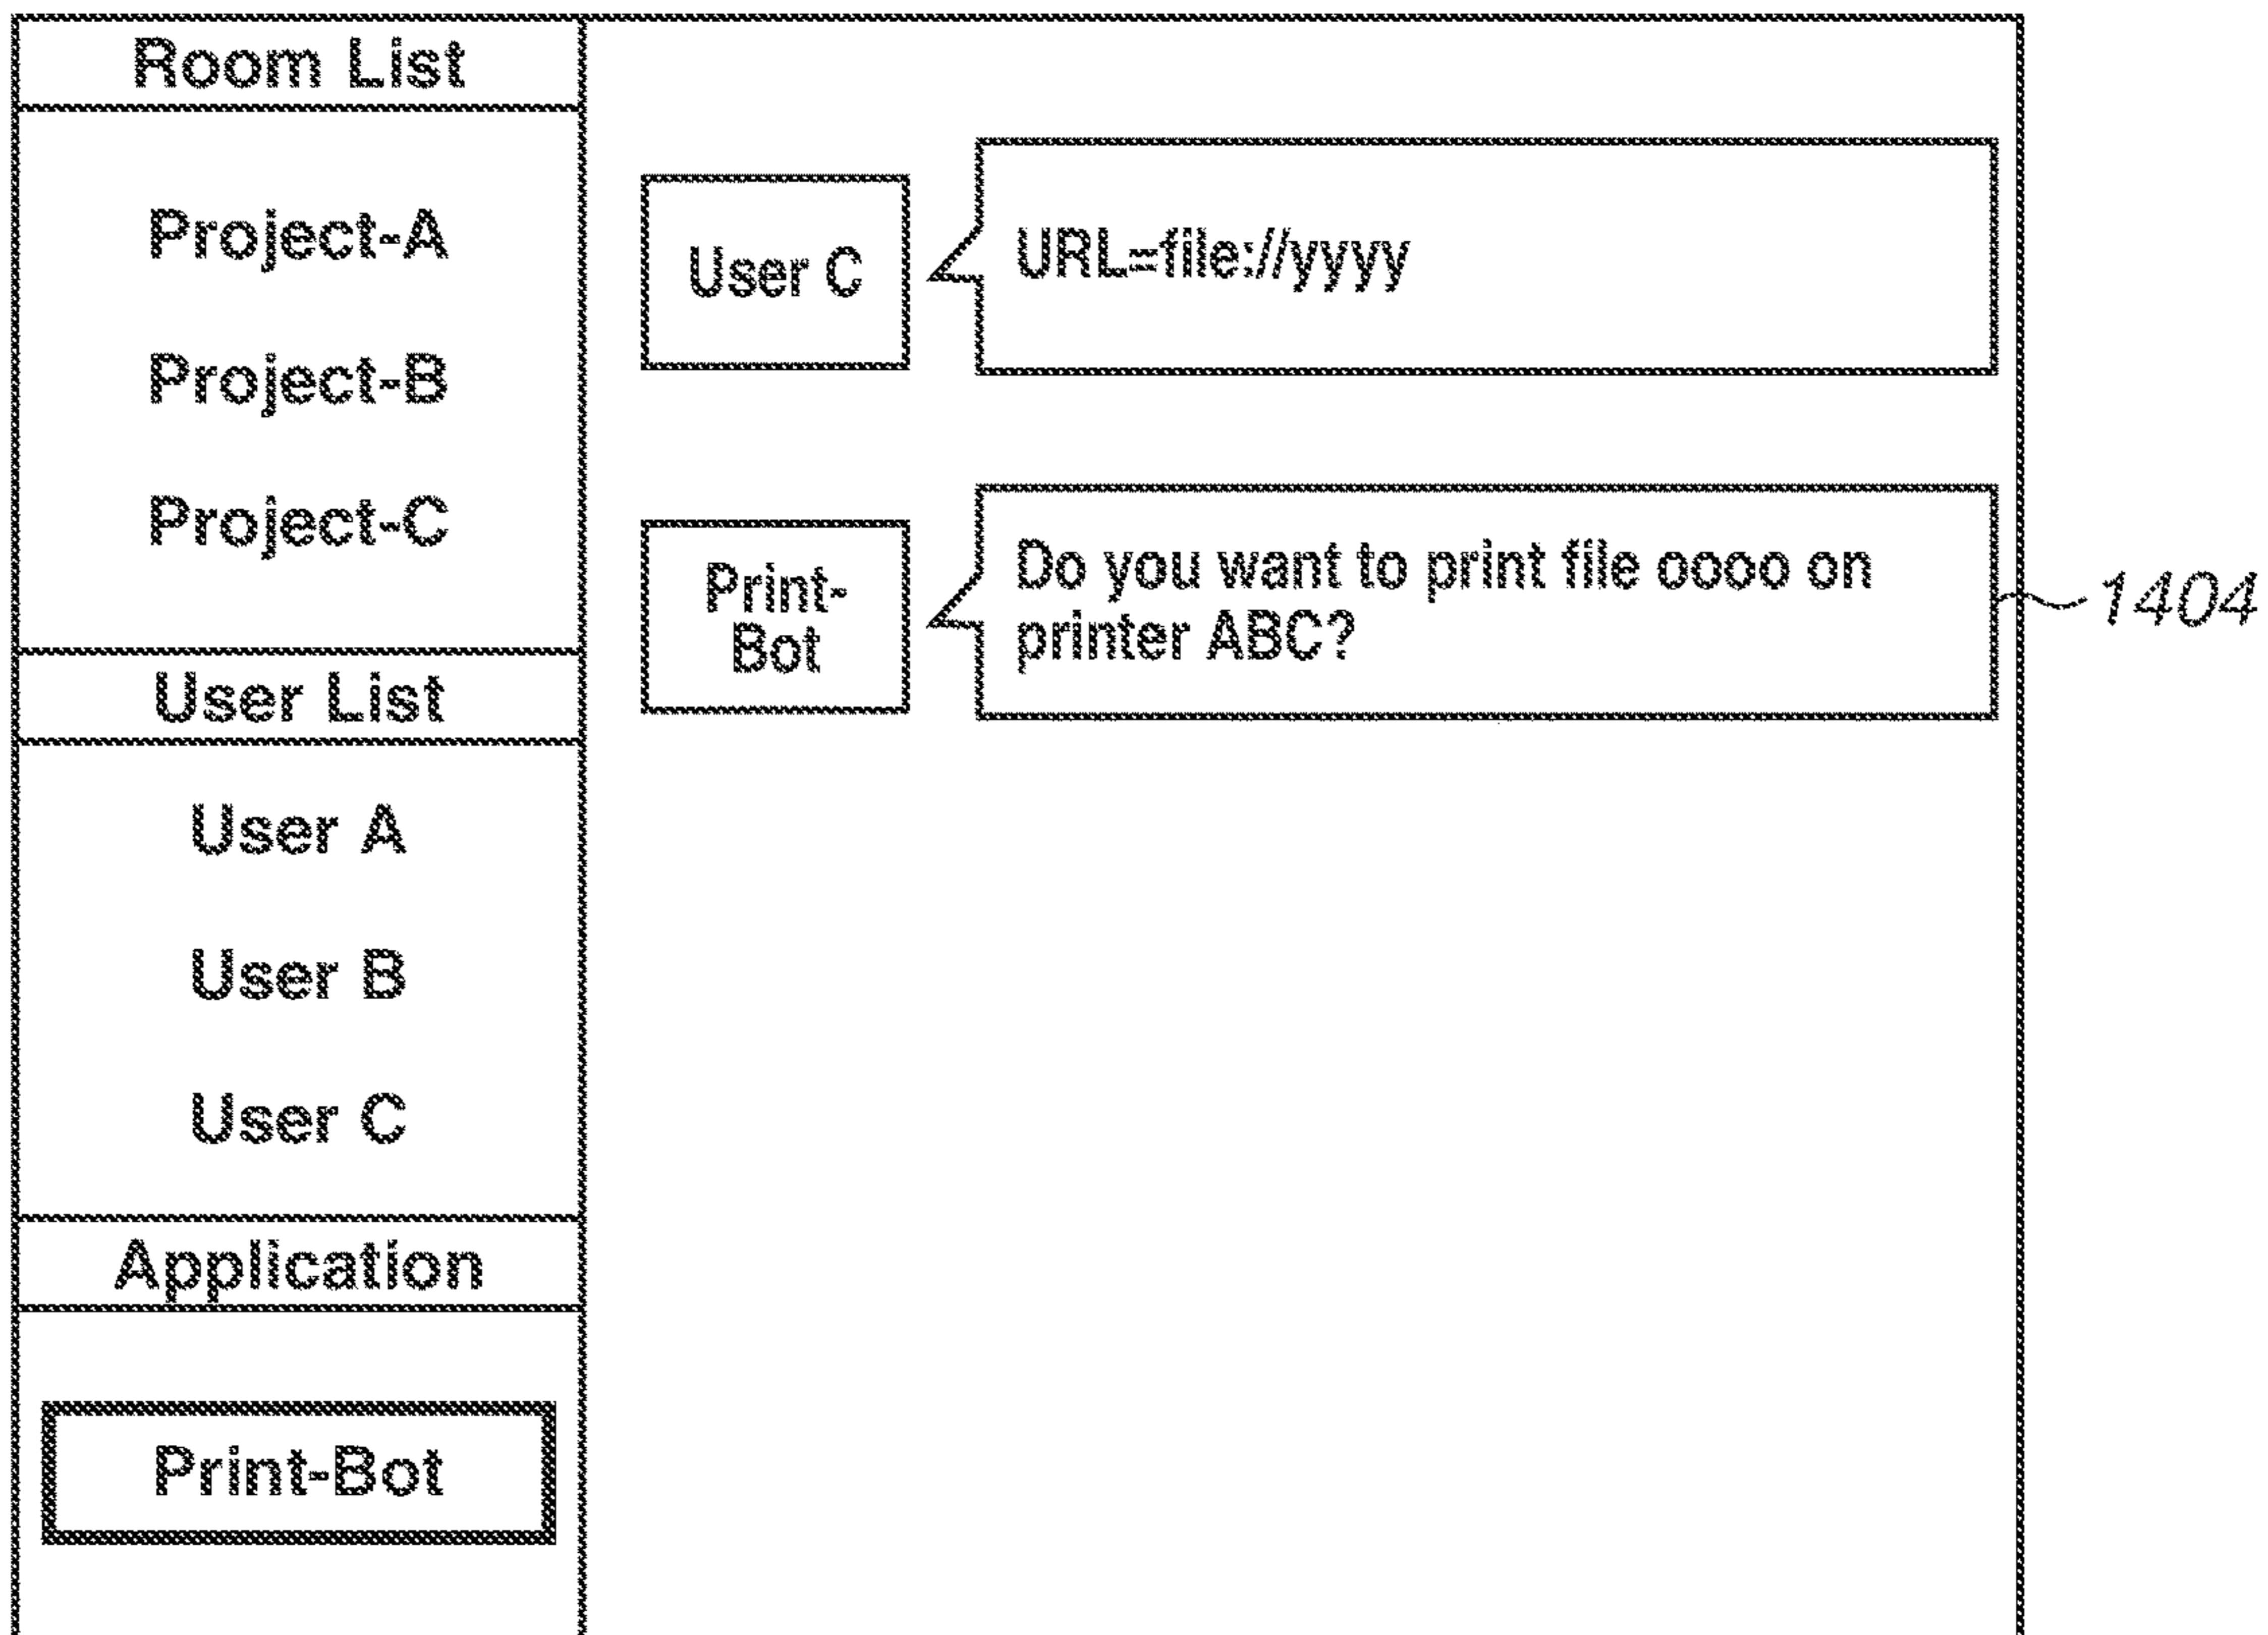 Room List
Project-A
Project-B
Project-C
User List
User A
User B
User C
Application
Print-Bot
User C
URL=file://yyyy
Print-
Bot
Do you want to print file oooo on
printer ABC?
1404